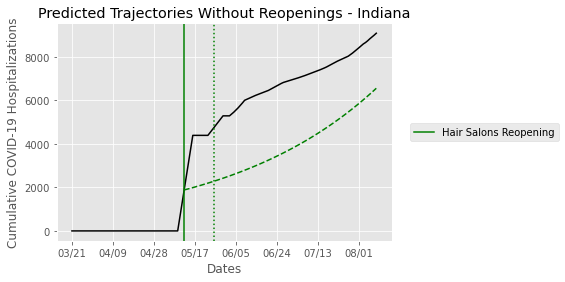 Predicted Trajectories Without Reopenings - Indiana
Cumulative COVID-19 Hospitalizations
8000
6000
4000
2000
0
03/21 04/09 04/28 05/17 06/05 06/24 07/13 08/01
Dates
Hair Salons Reopening